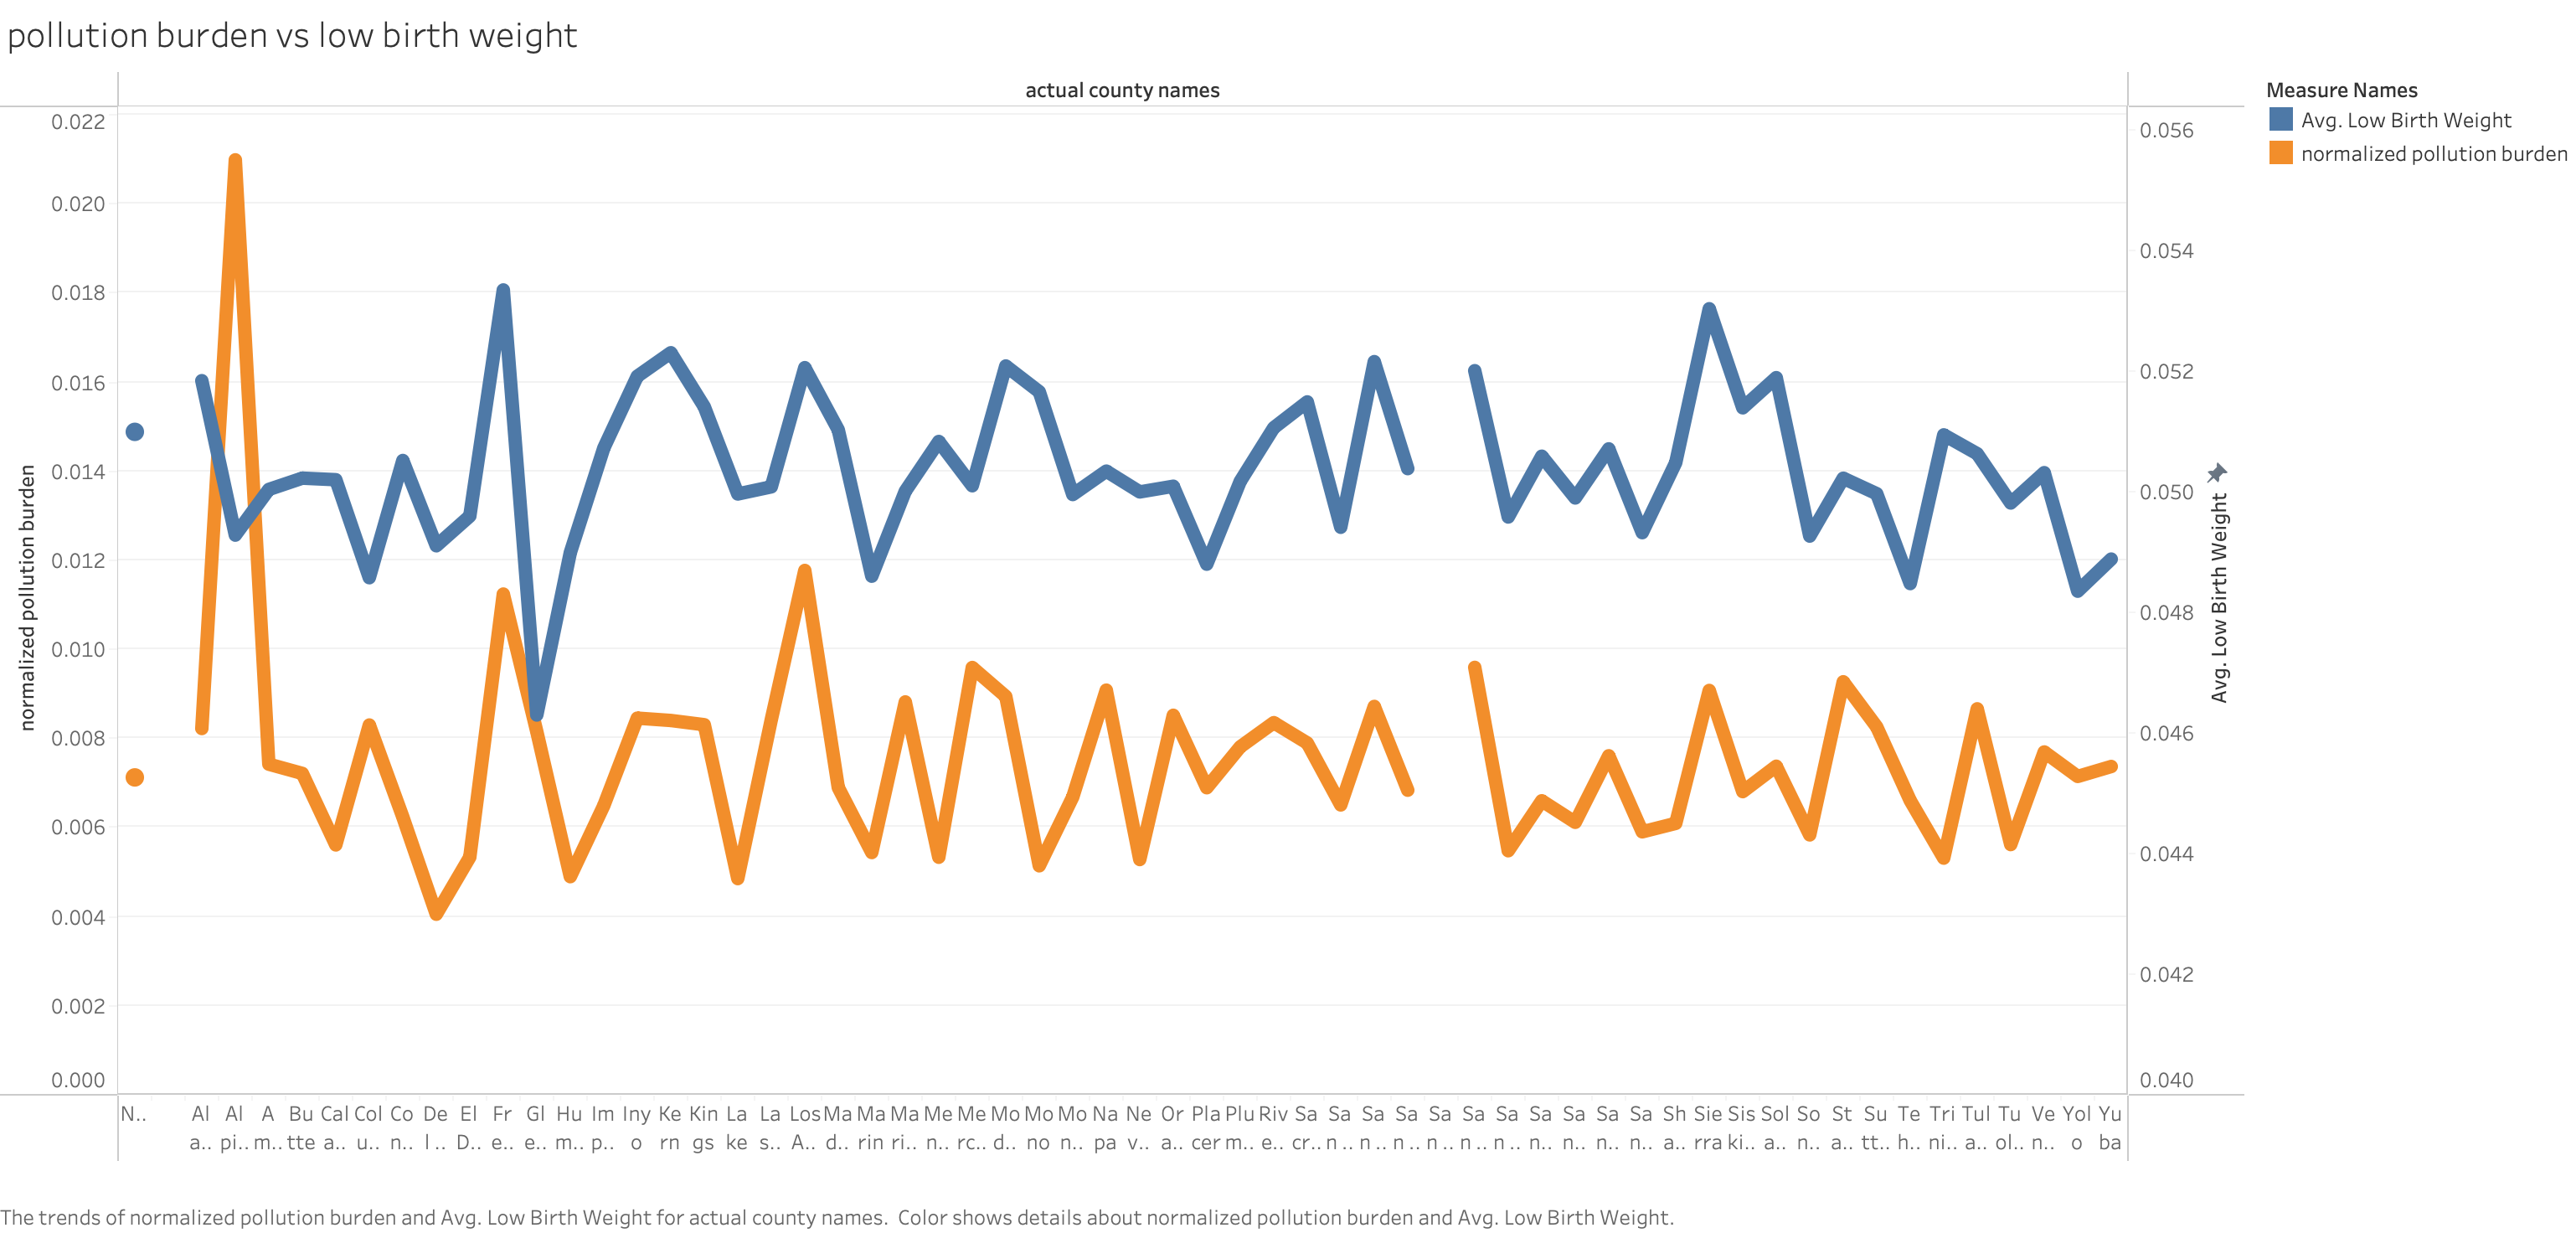 pollution burden vs low birth weight
actual county names
Measure Names
Avg. Low Birth Weight
normalized pollution burden
0.022
0.020
0.018
0.016
0.014
0.012
0.010
0.008
0.006
0.004
0.002
0.000
normalized pollution burden
0.056
0.054
0.052
0.050
0.048
0.046
0.044
0.042
0.040
Avg. Low Birth Weight
N.. Al Al A Bu Cal Col Co De El Fr Gl Hu Im Iny Ke Kin La La Los Ma Ma Ma Me Me Mo Mo Mo Na Ne Or Pla Plu Riv Sa Sa Sa Sa Sa Sa Sa Sa Sa Sa Sa Sh Sie Sis Sol So St Su Te Tri Tul Tu Ve Yol Yu
a.. pi.. m.. tte a.. u.. n.. l .. D.. e.. e.. m.. p.. o rn gs ke s.. A.. d.. rin ri.. n.. rc.. d.. no n.. pa v.. a.. cer m.. e.. cr.. n .. n .. n .. n .. n .. n .. n.. n.. n.. n.. a.. rra ki.. a.. n.. a.. tt.. h.. ni.. a.. ol.. n.. o ba
The trends of normalized pollution burden and Avg. Low Birth Weight for actual county names. Color shows details about normalized pollution burden and Avg. Low Birth Weight.